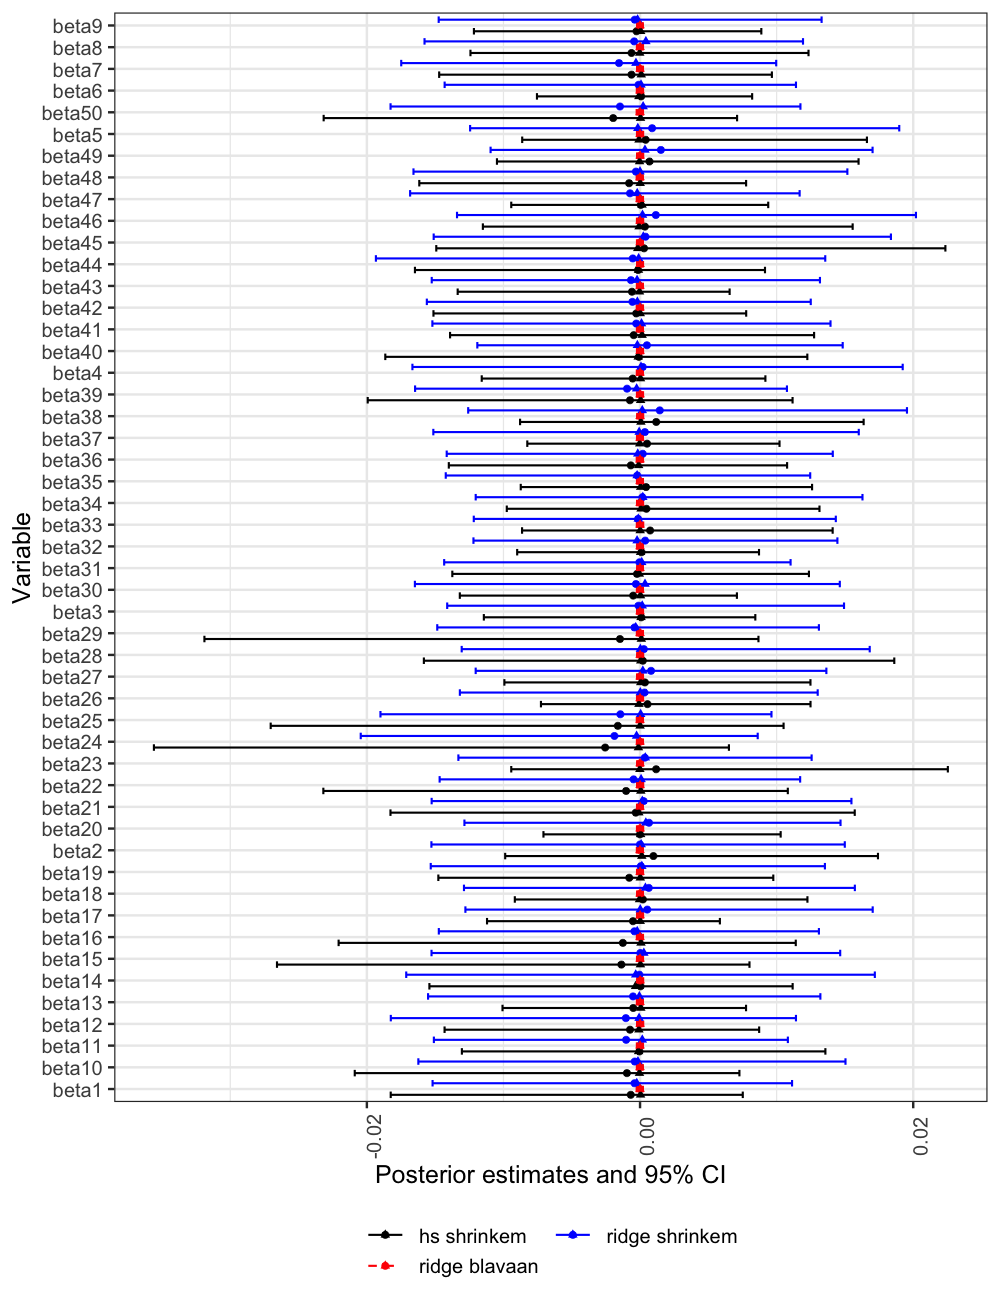 beta9
beta8
beta7
beta6
beta50
beta5
beta49
beta48
beta47
beta46
beta45
beta44
beta43
beta42
beta41
beta40
beta4
beta39
beta38
beta37
beta36
beta35
beta34
beta33
beta32
beta31
beta30
beta3
beta29
beta28
beta27
beta26
beta25
beta24
beta23
beta22
beta21
beta20
beta2
beta19
beta18
beta17
beta16
beta15
beta14
beta13
beta12
beta11
beta10
beta1
Variable
-0.02 0.00 0.02
Posterior estimates and 95% CI
hs shrinkem ridge shrinkem
ridge blavaan